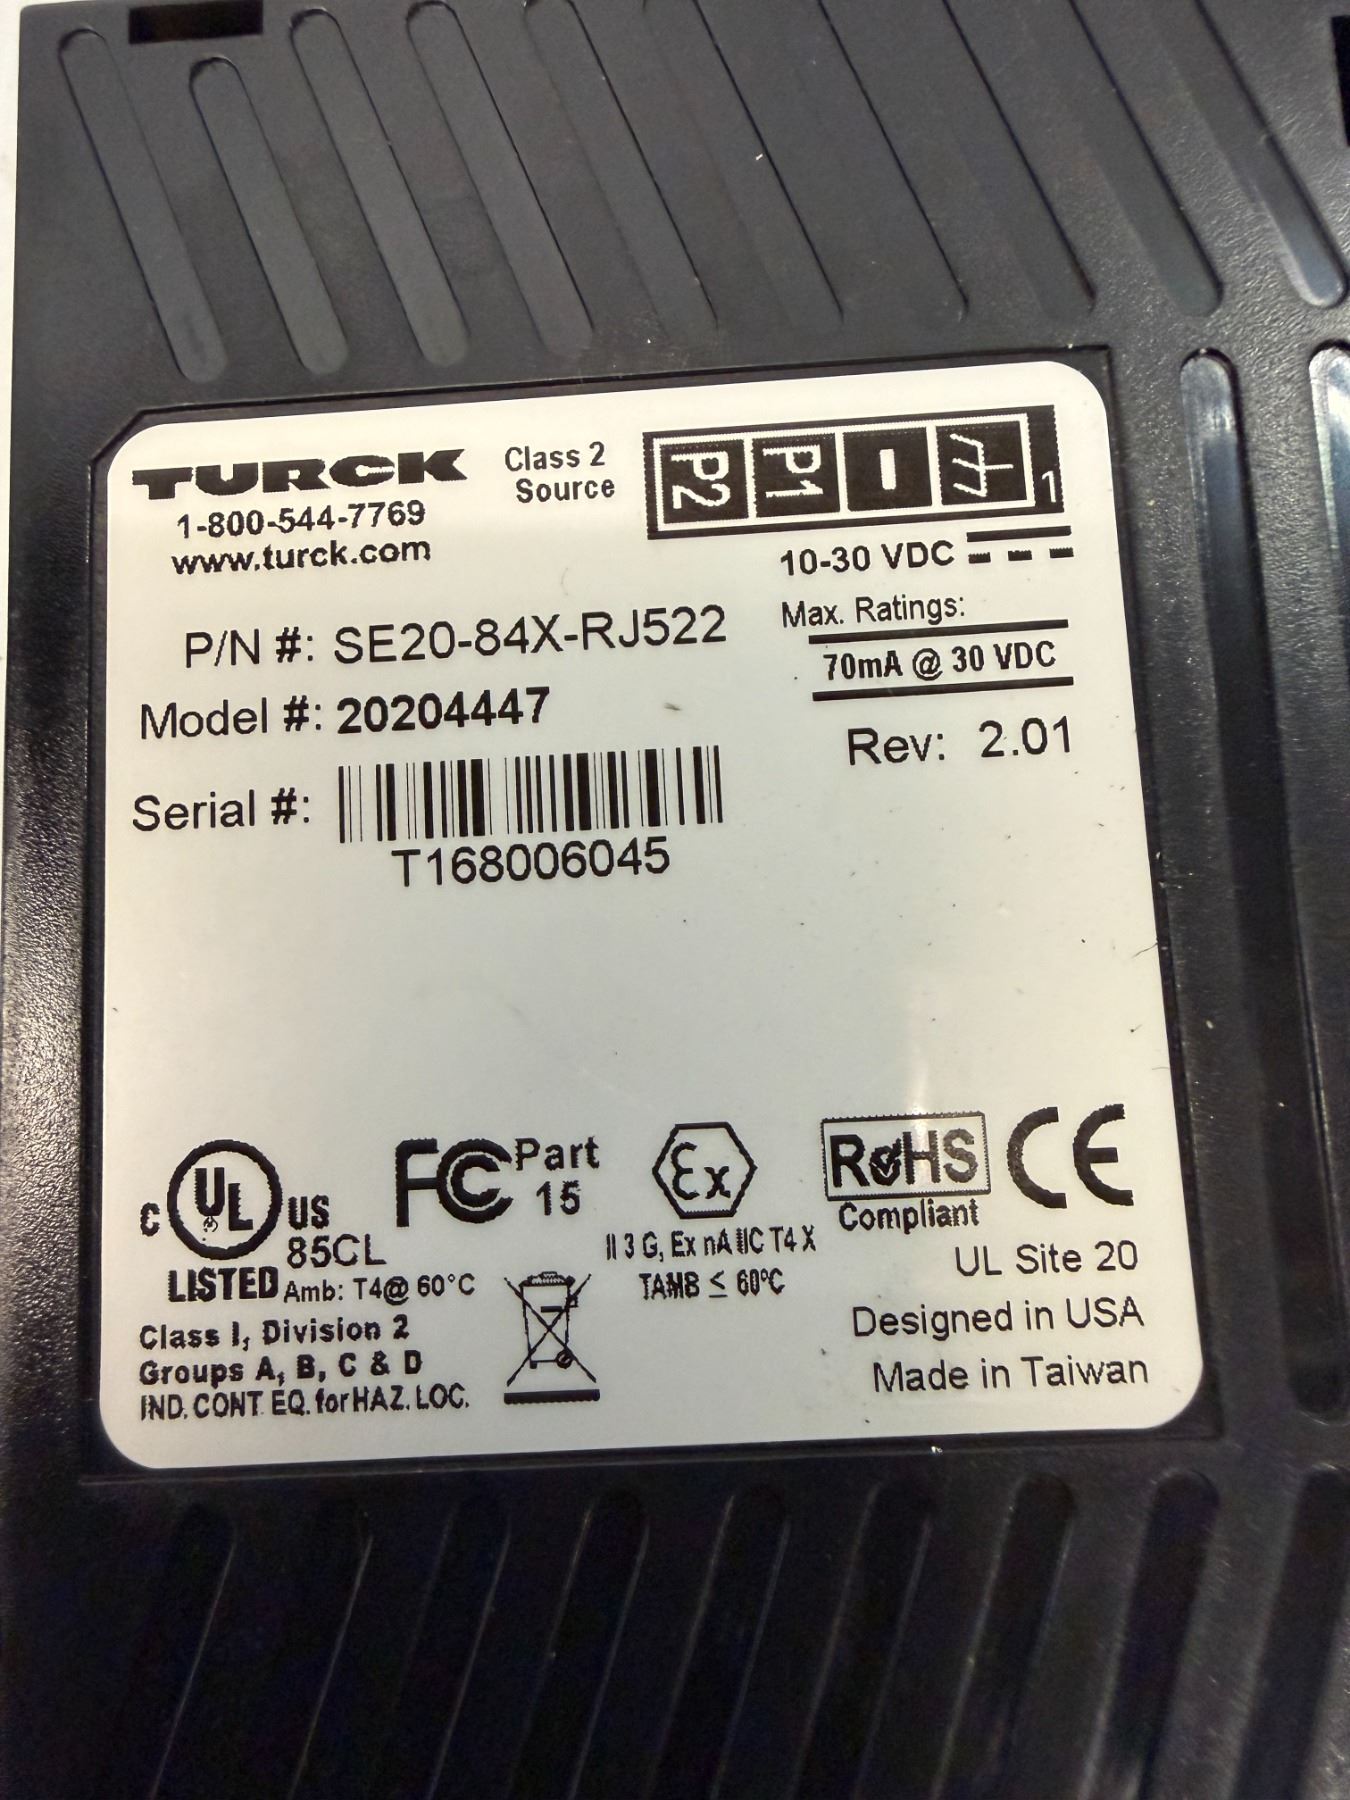 TURCK
1-800-544-7769
www.turck.com
Class 2
Source
P2 P1 1
10-30 VDC
Max. Ratings:
70mA @ 30 VDC
P/N #: SE20-84X-RJ522
Model #: 20204447
Rev: 2.01
Serial #:
T168006045
C UL US
85CL
LISTED Amb: T4@ 60°C
Class I, Division 2
Groups A, B, C & D
IND. CONT. EQ. for HAZ. LOC.
FC Part
15
Ex
II 3 G, Ex nA IIC T4 X
TAMB ≤ 60°C
RoHS
Compliant
CE
UL Site 20
Designed in USA
Made in Taiwan